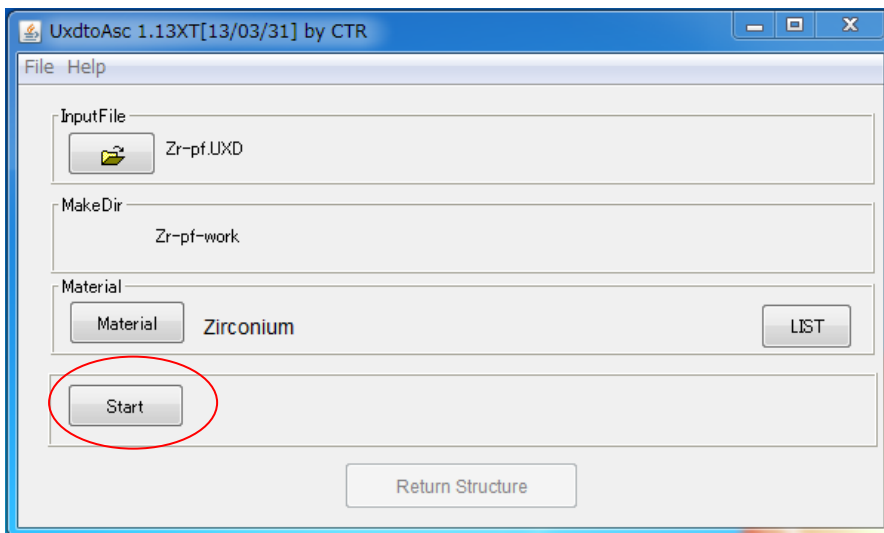 UxdtoAsc 1.13XT[13/03/31] by CTR
File Help
InputFile
Zr-pf.UXD
MakeDir
Zr-pf-work
Material
Material Zirconium LIST
Start
Return Structure